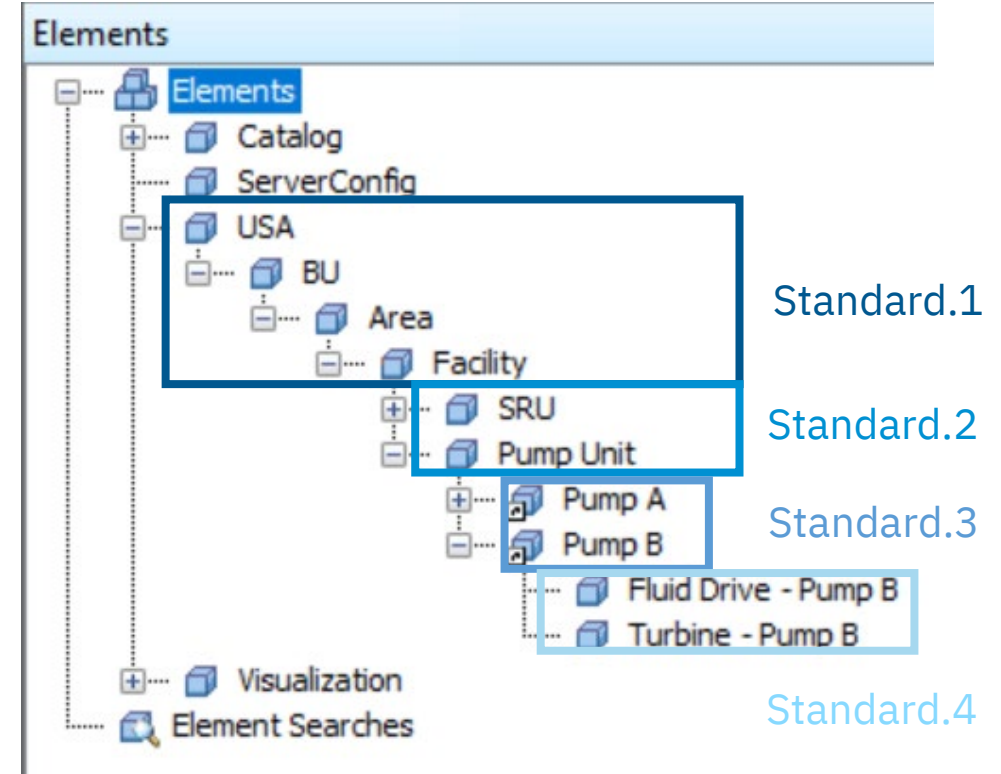 Elements
Elements
Catalog
ServerConfig
USA
BU
Area
Standard.1
Facility
SRU
Standard.2
Pump Unit
Pump A
Standard.3
Pump B
Fluid Drive - Pump B
Turbine - Pump B
Visualization
Standard.4
Element Searches